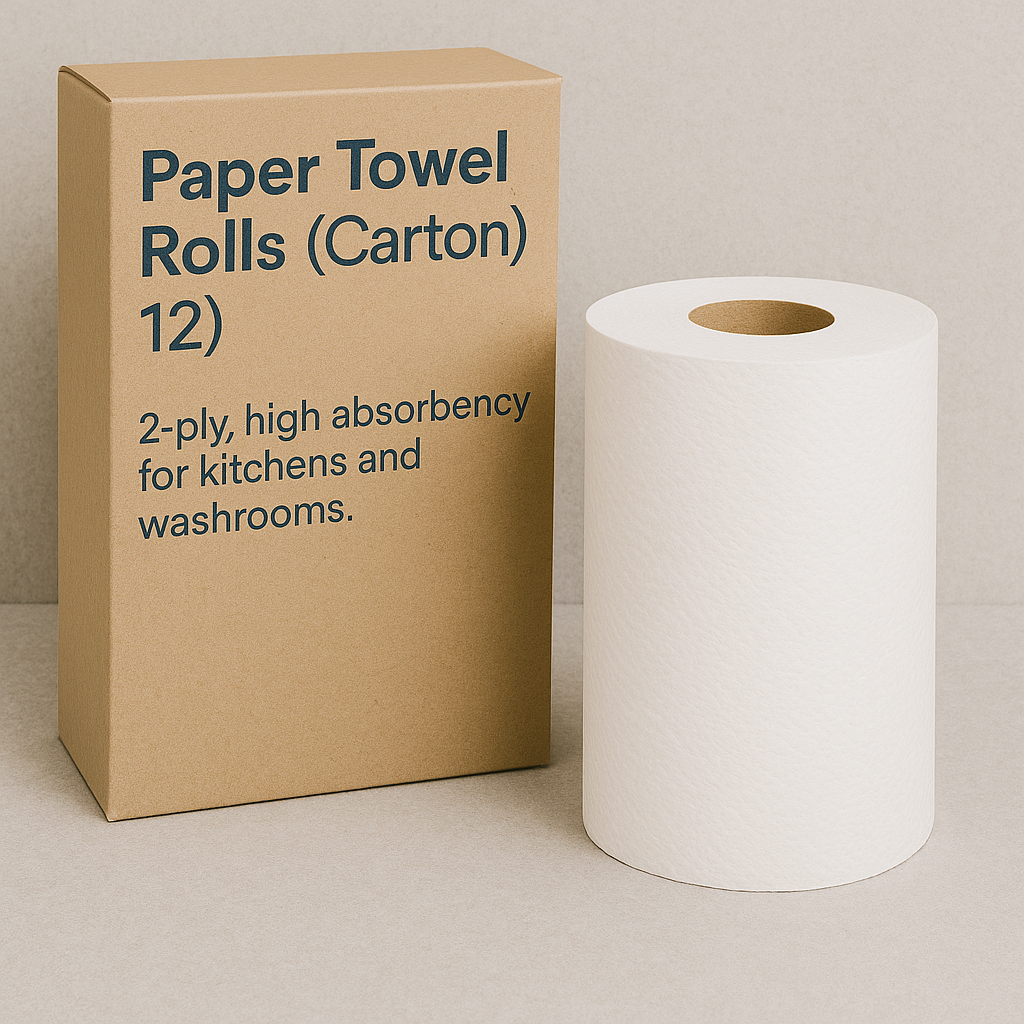 Paper Towel
Rolls (Carton)
12)
2-ply, high absorbency
for kitchens and
washrooms.